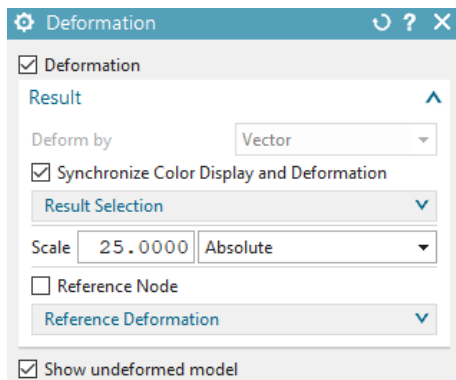 Deformation ?
Deformation
Result
Deform by Vector
Synchronize Color Display and Deformation
Result Selection
Scale 25.0000 Absolute
Reference Node
Reference Deformation
Show undeformed model